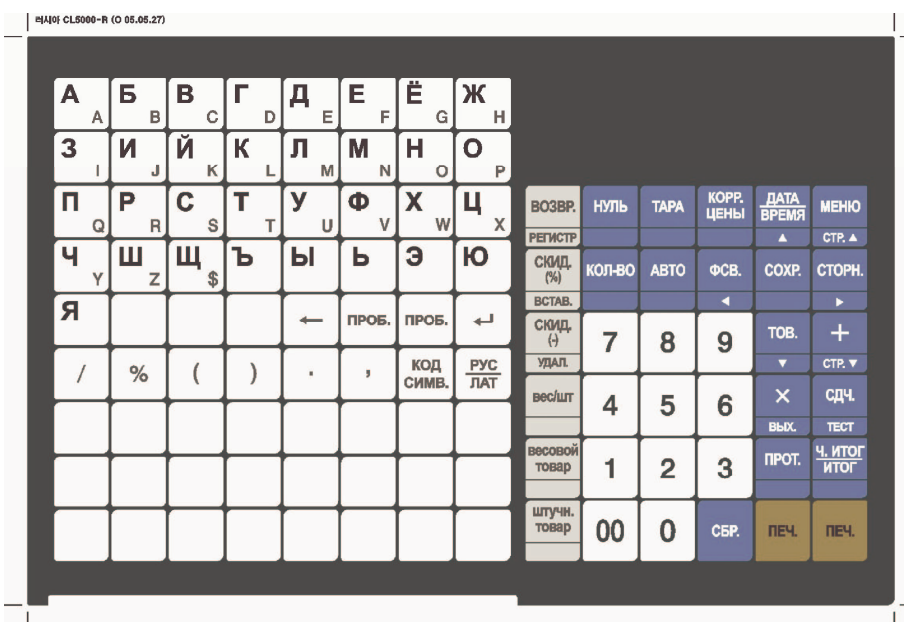 러시아 CL5000-R (O 05.05.27)
А A Б B В C Г D Д E Е F Ё G Ж H
З I И J Й K К L Л M М N Н O О P
П Q Р R С S Т T У U Ф V Х W Ц X
Ч Y Ш Z Щ $ Ъ Ы Ь Э Ю
Я ← ПРОБ. ПРОБ. ↵
/ % ( ) . , КОД СИМВ. РУС ЛАТ
ВОЗВР. НУЛЬ ТАРА КОРР. ЦЕНЫ ДАТА ВРЕМЯ МЕНЮ
РЕГИСТР ▲ СТР. ▲
СКИД. (%) КОЛ-ВО АВТО ФСВ. СОХР. СТОРН.
ВСТАВ. ◀ ▶
СКИД. (-) 7 8 9 ТОВ. +
УДАЛ. ▼ СТР. ▼
вес/шт 4 5 6 × СДЧ.
ВЫХ. ТЕСТ
весовой товар 1 2 3 ПРОТ. Ч. ИТОГ ИТОГ
штучн. товар 00 0 СБР. ПЕЧ. ПЕЧ.